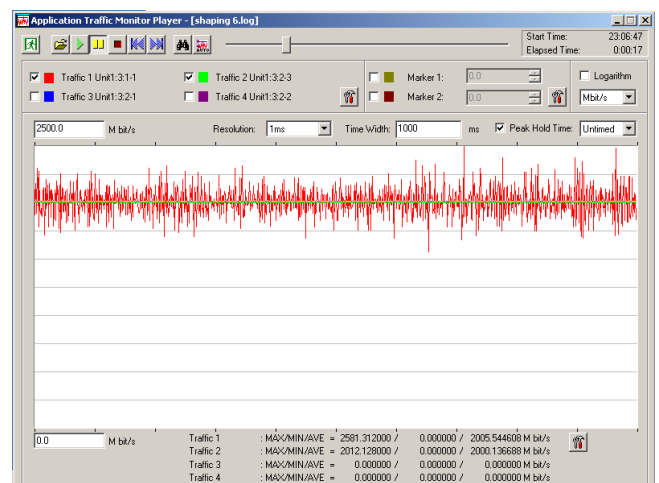 Application Traffic Monitor Player - [shaping 6.log]
Start Time: 23:06:47
Elapsed Time: 0:00:17
AUTO
Traffic 1 Unit1:3:1-1 Traffic 2 Unit1:3:2-3 Marker 1: 0.0 Logarithm
Traffic 3 Unit1:3:2-1 Traffic 4 Unit1:3:2-2 Marker 2: 0.0 Mbit/s
2500.0 M bit/s Resolution: 1ms Time Width: 1000 ms Peak Hold Time: Untimed
0.0 M bit/s
Traffic 1 : MAX/MIN/AVE = 2581.312000 / 0.000000 / 2005.544608 M bit/s
Traffic 2 : MAX/MIN/AVE = 2012.128000 / 0.000000 / 2000.136688 M bit/s
Traffic 3 : MAX/MIN/AVE = 0.000000 / 0.000000 / 0.000000 M bit/s
Traffic 4 : MAX/MIN/AVE = 0.000000 / 0.000000 / 0.000000 M bit/s